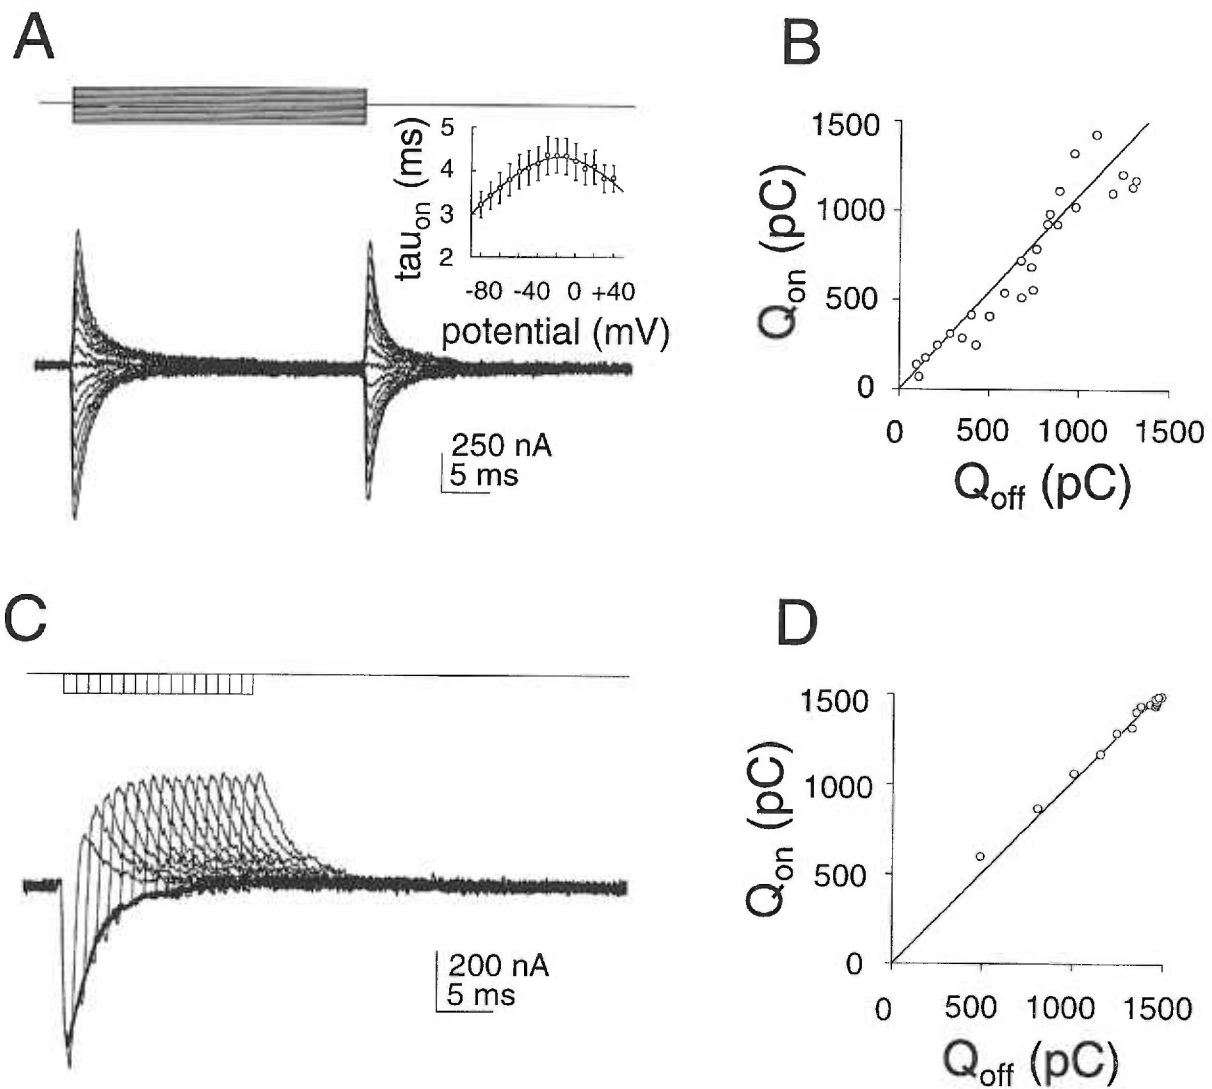 A
5
4
3
2
tau_on (ms)
-80 -40 0 +40
potential (mV)
250 nA
5 ms
B
1500
1000
500
0
Q_on (pC)
0 500 1000 1500
Q_off (pC)
C
200 nA
5 ms
D
1500
1000
500
0
Q_on (pC)
0 500 1000 1500
Q_off (pC)